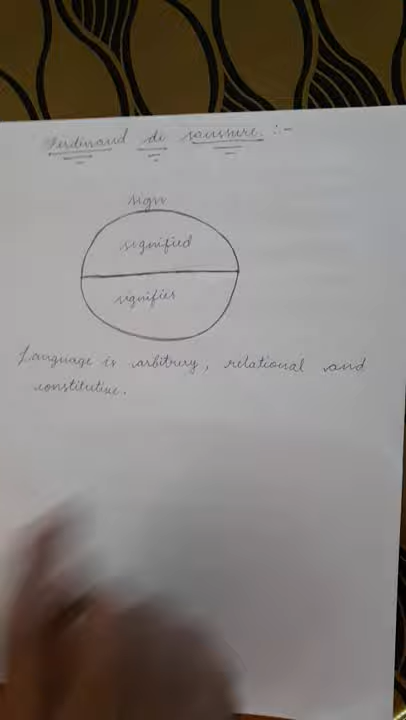 Ferdinand de saussure :-
sign
signified
signifier
Language is arbitrary, relational and
constitutive.